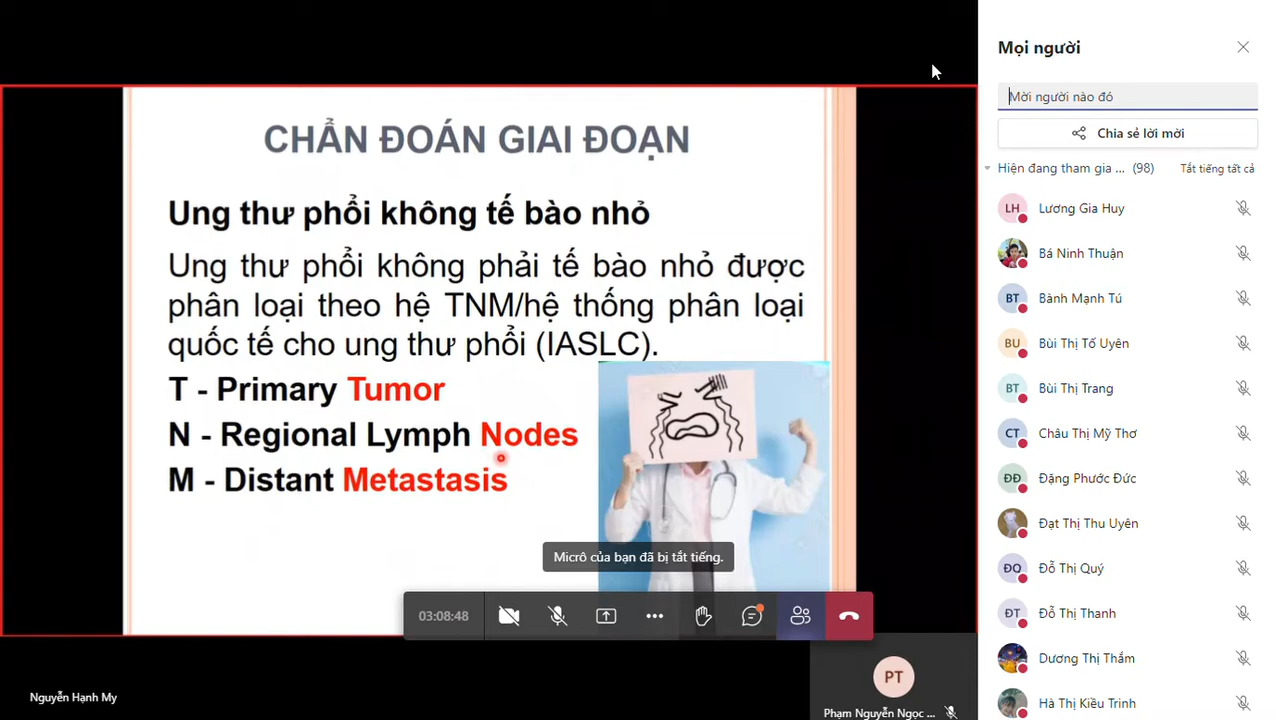 CHẨN ĐOÁN GIAI ĐOẠN
Ung thư phổi không tế bào nhỏ
Ung thư phổi không phải tế bào nhỏ được
phân loại theo hệ TNM/hệ thống phân loại
quốc tế cho ung thư phổi (IASLC).
T - Primary Tumor
N - Regional Lymph Nodes
M - Distant Metastasis
Micrô của bạn đã bị tắt tiếng.
03:08:48
Nguyễn Hạnh My
PT
Phạm Nguyễn Ngọc ...
Mọi người
Mời người nào đó
Chia sẻ lời mời
Hiện đang tham gia ... (98) Tắt tiếng tất cả
LH Lương Gia Huy
Bá Ninh Thuận
BT Bành Mạnh Tú
BU Bùi Thị Tố Uyên
BT Bùi Thị Trang
CT Châu Thị Mỹ Thơ
ĐĐ Đặng Phước Đức
Đạt Thị Thu Uyên
ĐQ Đỗ Thị Quý
ĐT Đỗ Thị Thanh
Dương Thị Thắm
Hà Thị Kiều Trinh